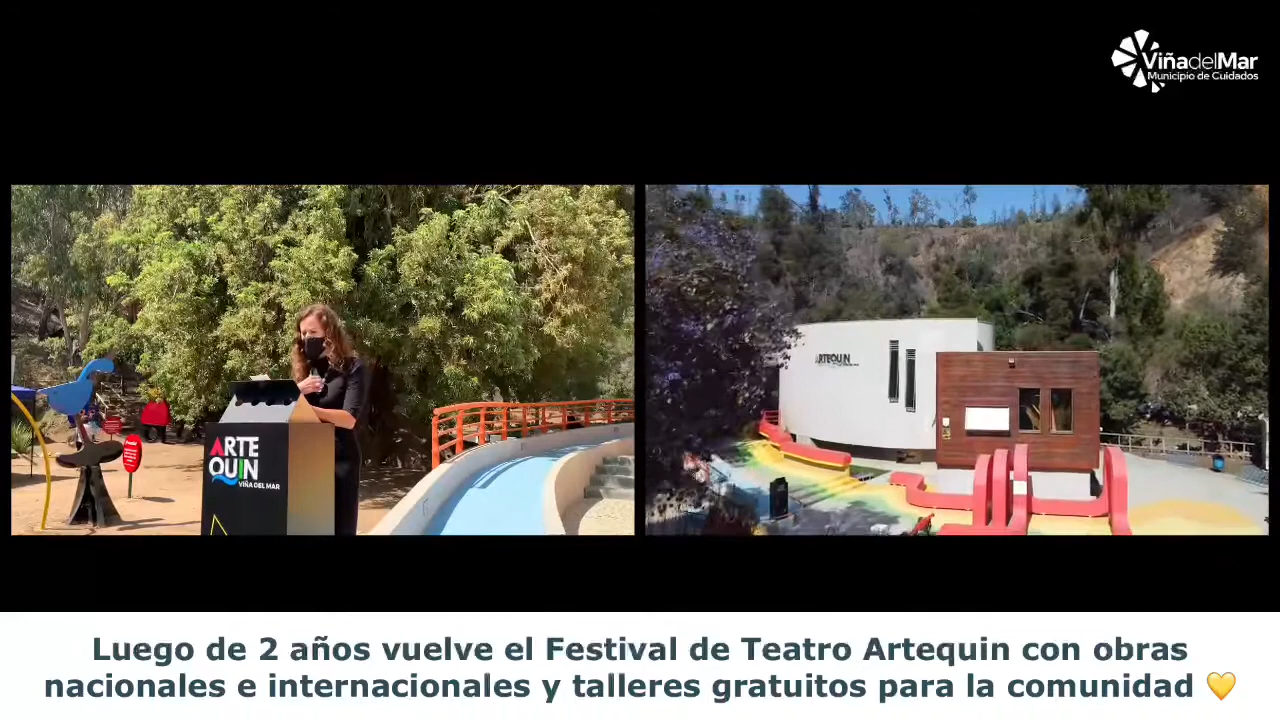 ViñadelMar
Municipio de Cuidados
ARTEQUIN
ARTE
QUIN
VIÑA DEL MAR
Luego de 2 años vuelve el Festival de Teatro Artequin con obras
nacionales e internacionales y talleres gratuitos para la comunidad 💛